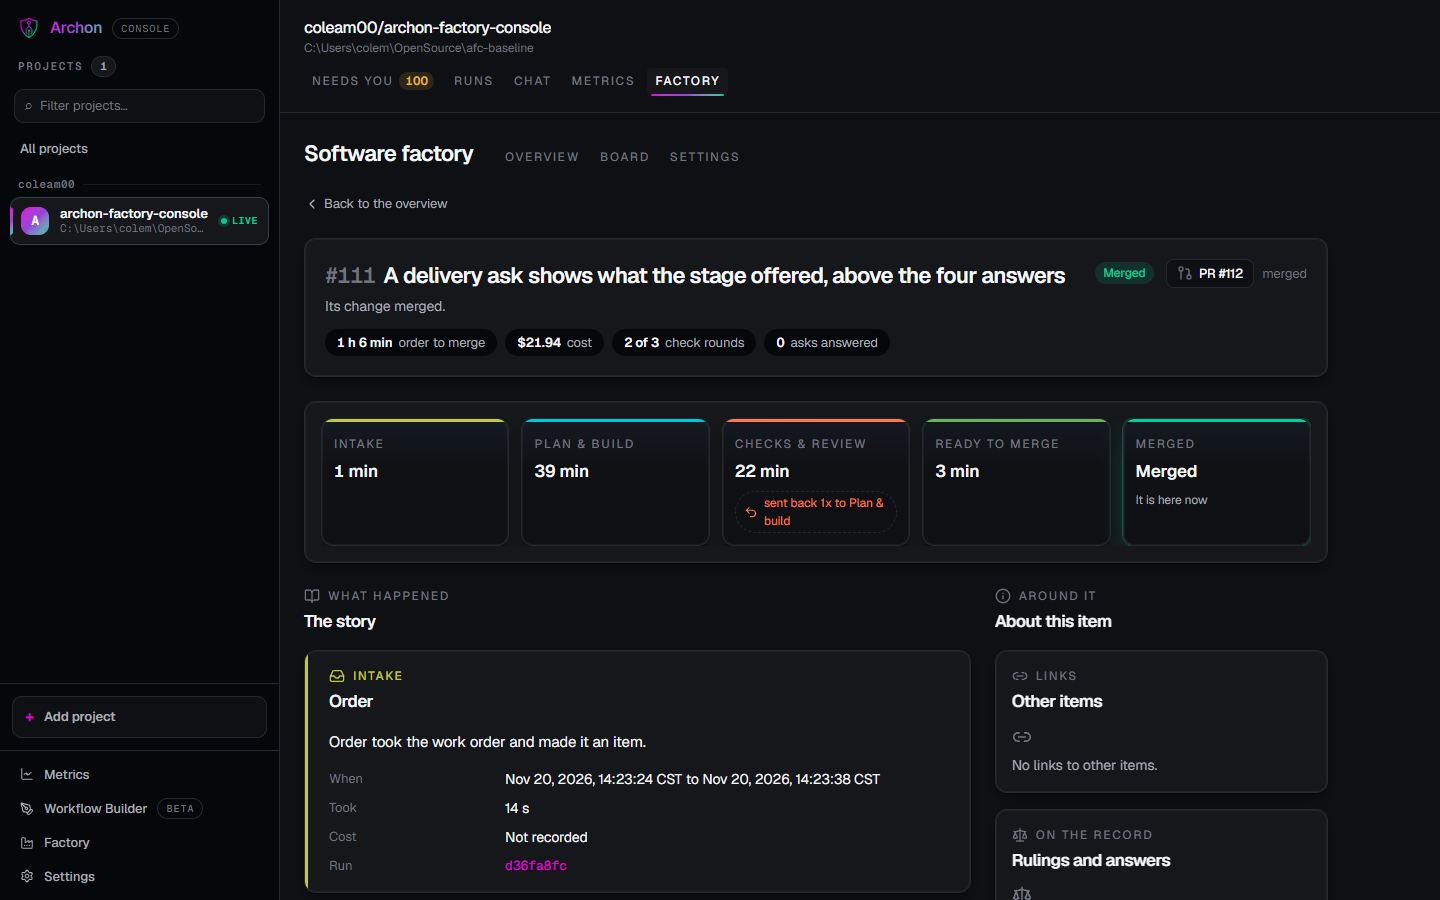 Archon CONSOLE
PROJECTS 1
Filter projects...
All projects
coleam00
A archon-factory-console
C:\Users\colem\OpenSo…
LIVE
Add project
Metrics
Workflow Builder BETA
Factory
Settings
coleam00/archon-factory-console
C:\Users\colem\OpenSource\afc-baseline
NEEDS YOU 100 RUNS CHAT METRICS FACTORY
Software factory OVERVIEW BOARD SETTINGS
Back to the overview
#111 A delivery ask shows what the stage offered, above the four answers
Merged PR #112 merged
Its change merged.
1 h 6 min order to merge $21.94 cost 2 of 3 check rounds 0 asks answered
INTAKE
1 min
PLAN & BUILD
39 min
CHECKS & REVIEW
22 min
sent back 1x to Plan &
build
READY TO MERGE
3 min
MERGED
Merged
It is here now
WHAT HAPPENED
The story
INTAKE
Order
Order took the work order and made it an item.
When Nov 20, 2026, 14:23:24 CST to Nov 20, 2026, 14:23:38 CST
Took 14 s
Cost Not recorded
Run d36fa8fc
AROUND IT
About this item
LINKS
Other items
No links to other items.
ON THE RECORD
Rulings and answers